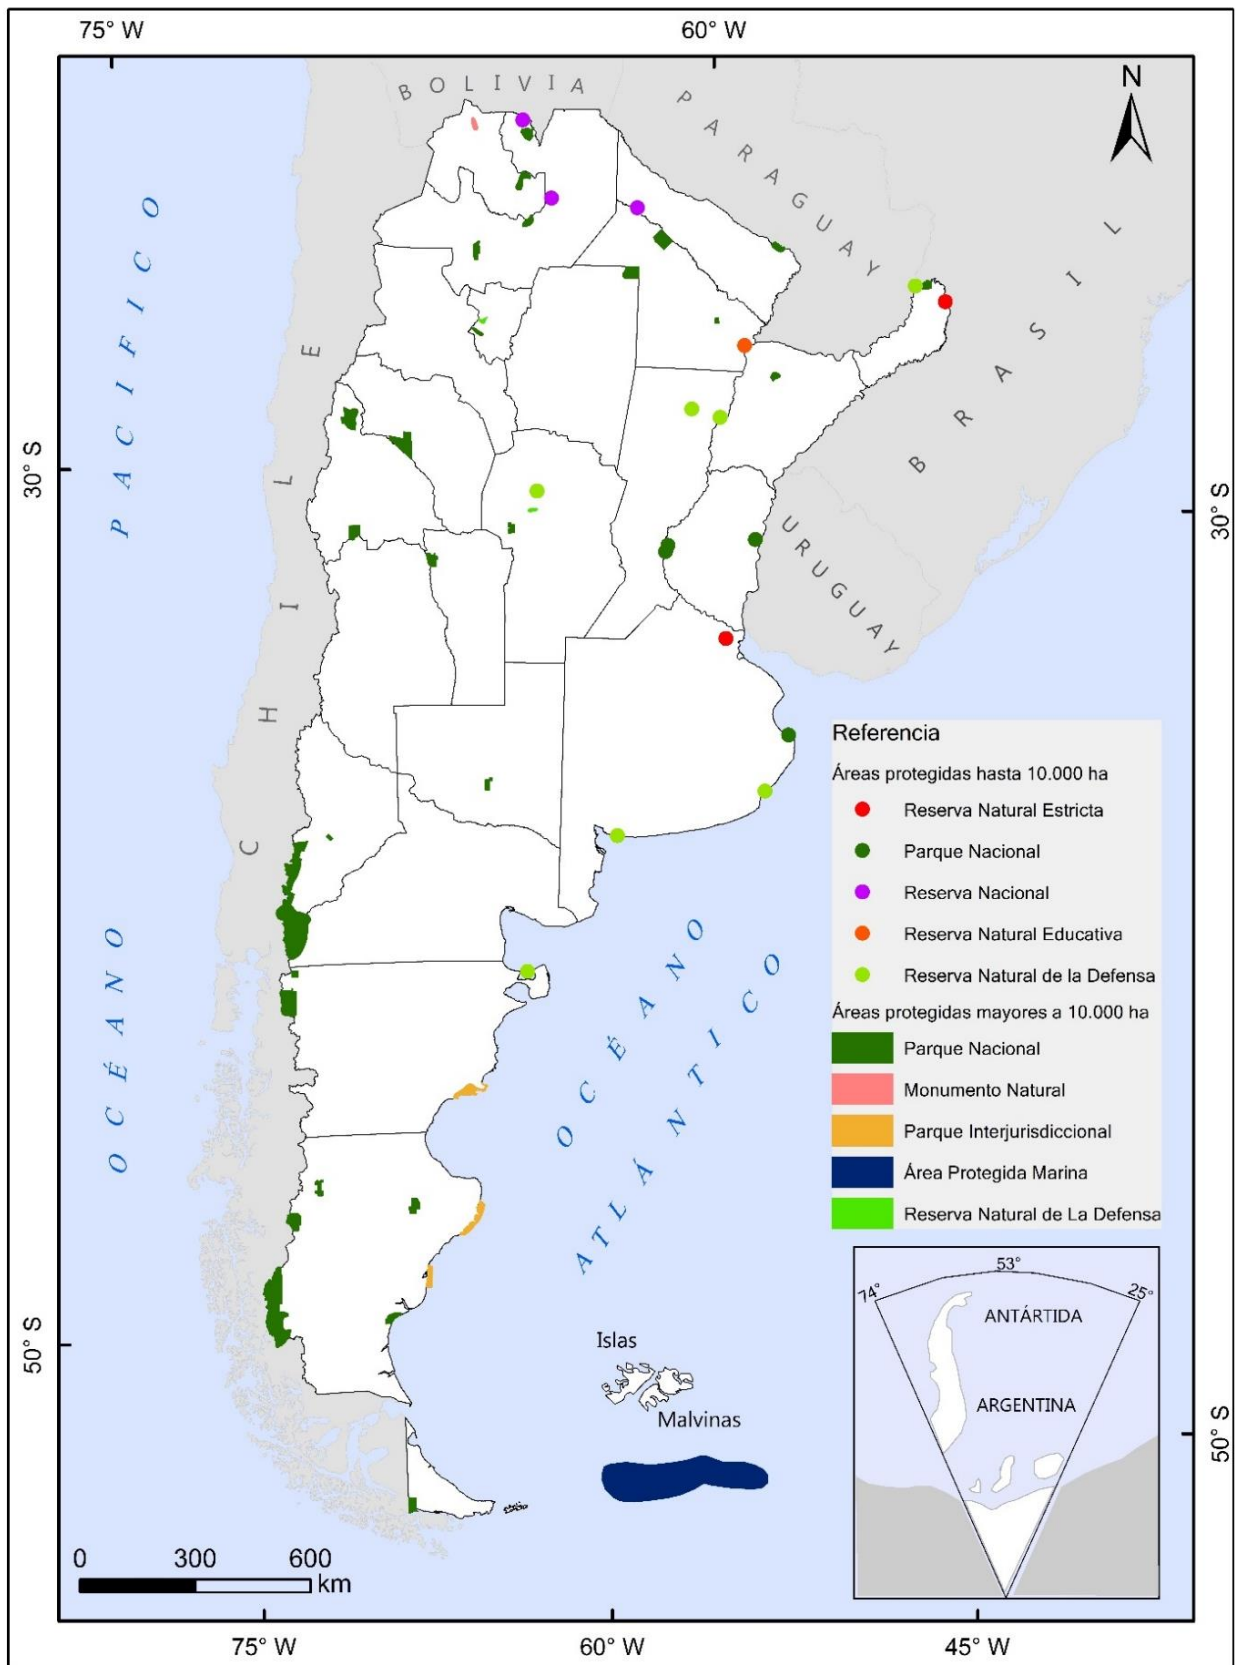 75° W
60° W
N
BOLIVIA
PARAGUAY
BRASIL
URUGUAY
CHILE
OCÉANO
PACIFICO
OCÉANO
ATLÁNTICO
30° S
30° S
50° S
50° S
Referencia
Áreas protegidas hasta 10.000 ha
Reserva Natural Estricta
Parque Nacional
Reserva Nacional
Reserva Natural Educativa
Reserva Natural de la Defensa
Áreas protegidas mayores a 10.000 ha
Parque Nacional
Monumento Natural
Parque Interjurisdiccional
Área Protegida Marina
Reserva Natural de La Defensa
Islas
Malvinas
74°
53°
25°
ANTÁRTIDA
ARGENTINA
0
300
600
km
75° W
60° W
45° W